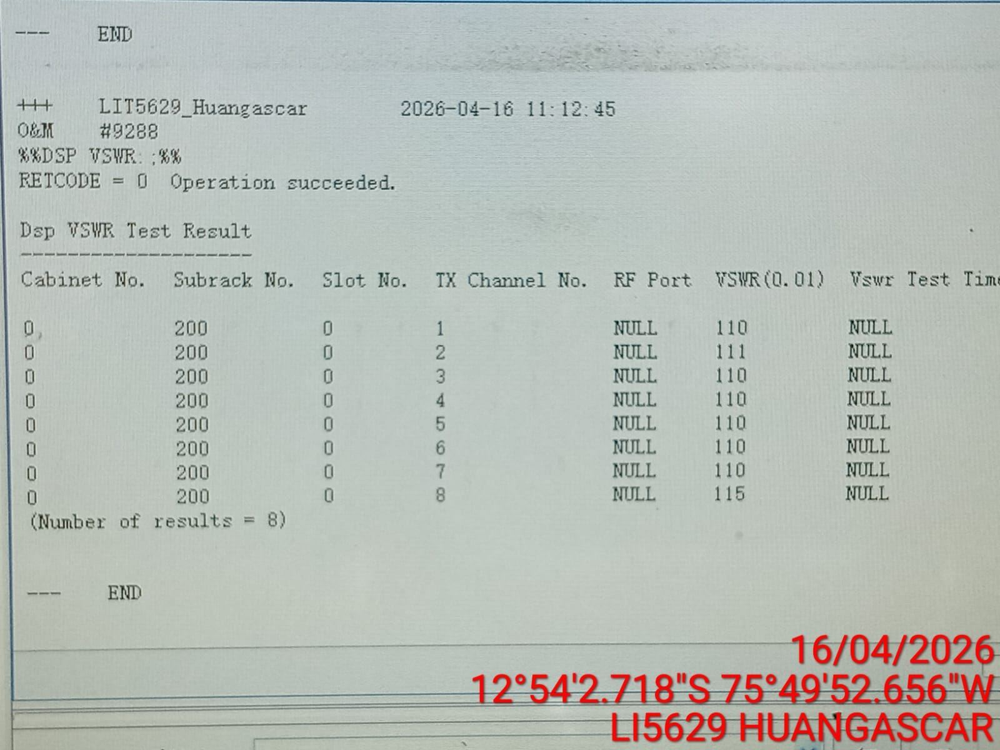 ---    END
+++    LIT5629_Huangascar        2026-04-16 11:12:45
O&M    #9288
%%DSP VSWR:;%%
RETCODE = 0  Operation succeeded.
Dsp VSWR Test Result
--------------------
Cabinet No.  Subrack No.  Slot No.  TX Channel No.  RF Port  VSWR(0.01)  Vswr Test Time
0  200  0  1  NULL  110  NULL
0  200  0  2  NULL  111  NULL
0  200  0  3  NULL  110  NULL
0  200  0  4  NULL  110  NULL
0  200  0  5  NULL  110  NULL
0  200  0  6  NULL  110  NULL
0  200  0  7  NULL  110  NULL
0  200  0  8  NULL  115  NULL
(Number of results = 8)
---    END
16/04/2026
12°54'2.718"S 75°49'52.656"W
LI5629 HUANGASCAR